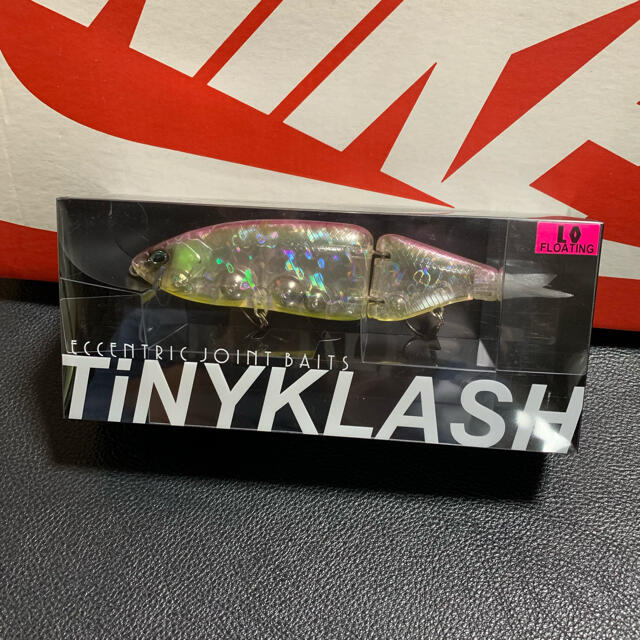 LO
FLOATING
ECCENTRIC JOINT BAITS
TiNYKLASH